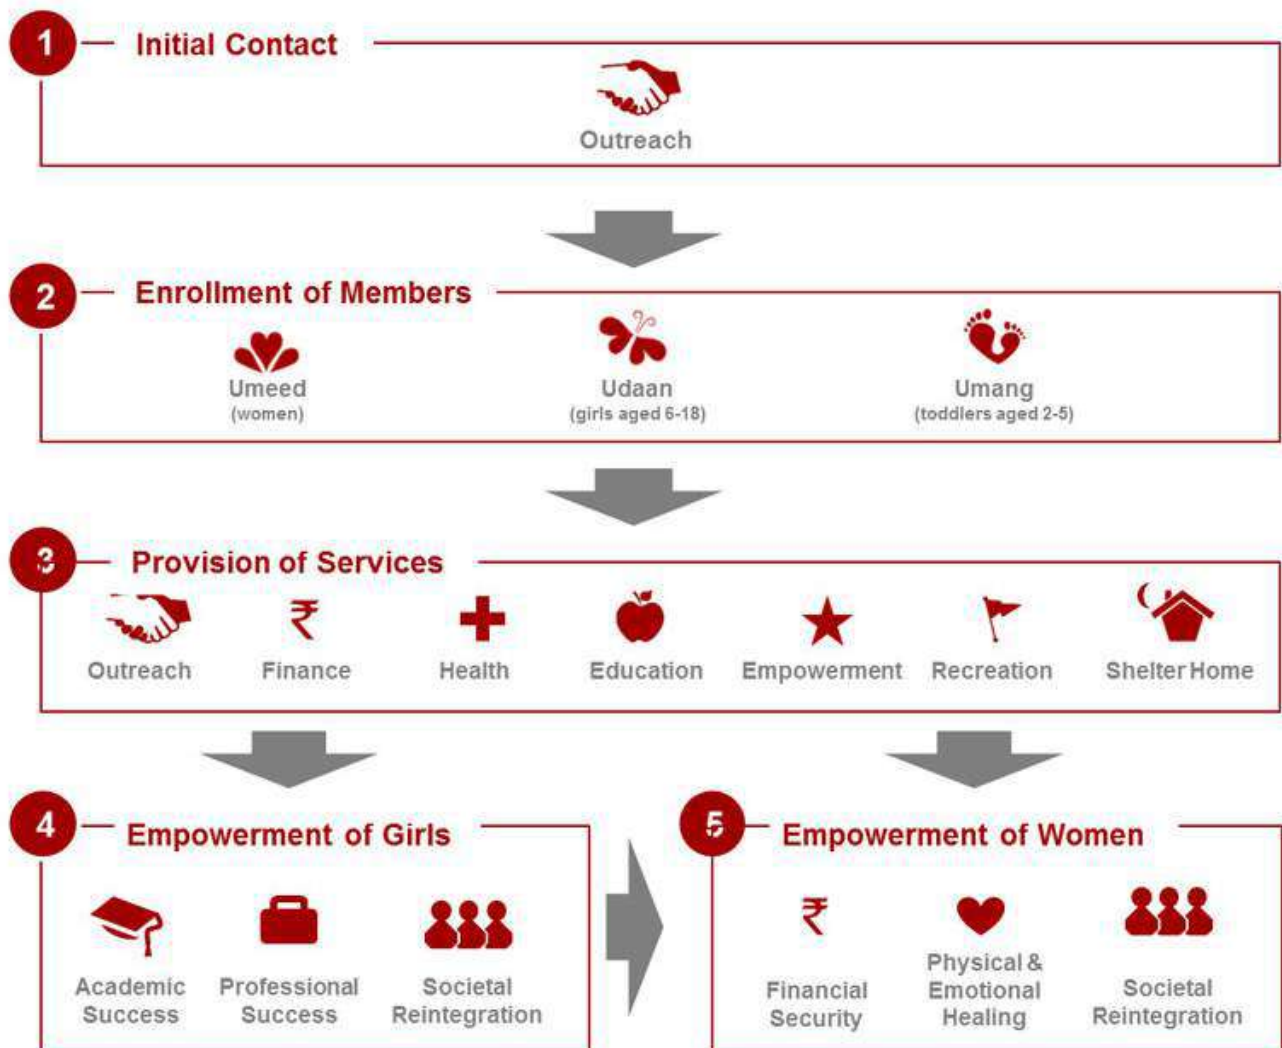 1 Initial Contact
Outreach
2 Enrollment of Members
Umeed
(women)
Udaan
(girls aged 6-18)
Umang
(toddlers aged 2-5)
3 Provision of Services
Outreach
₹
Finance
Health
Education
Empowerment
Recreation
Shelter Home
4 Empowerment of Girls
Academic
Success
Professional
Success
Societal
Reintegration
5 Empowerment of Women
₹
Financial
Security
Physical &
Emotional
Healing
Societal
Reintegration